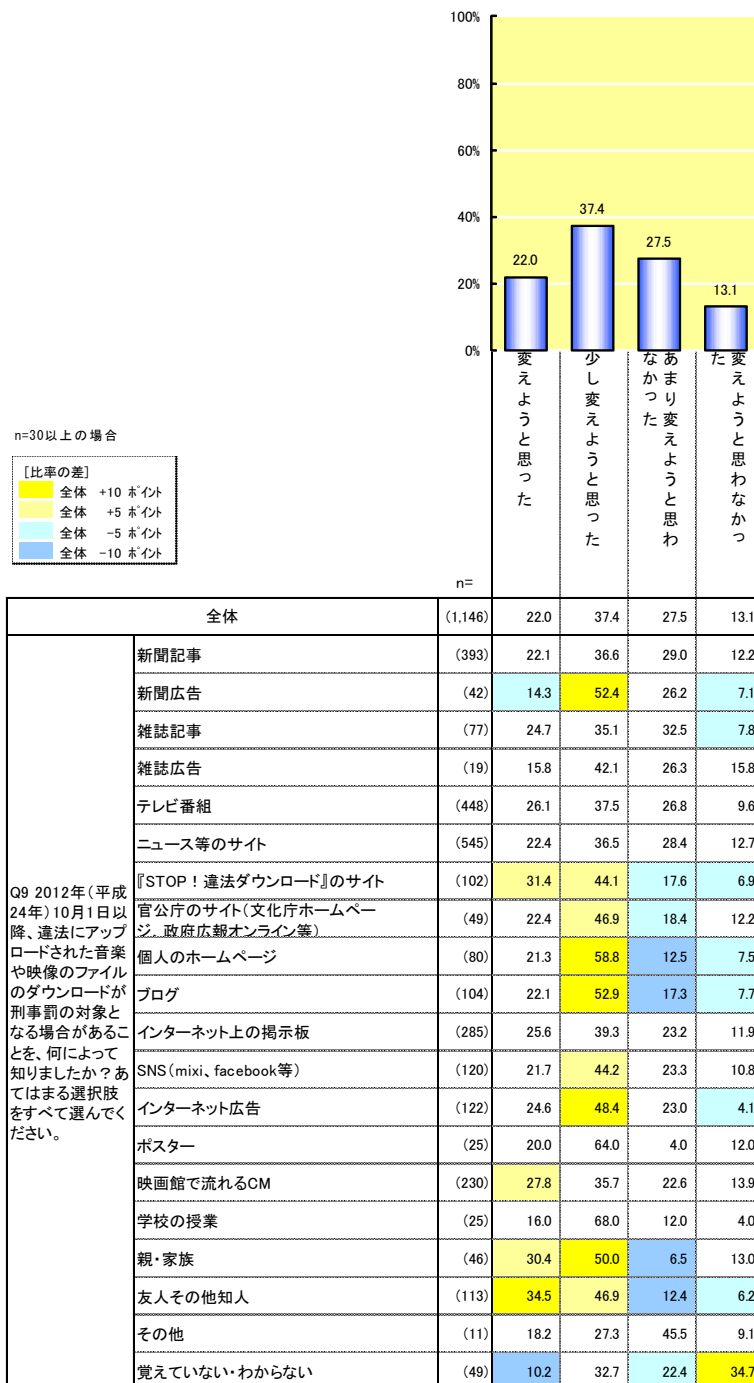 100%
80%
60%
40%
20%
0%
22.0
37.4
27.5
13.1
変えようと思った
少し変えようと思った
あまり変えようと思わ
なかった
変えようと思わなかっ
た
n=30以上の場合
[比率の差]
全体 +10 ポイント
全体 +5 ポイント
全体 -5 ポイント
全体 -10 ポイント
n=
全体 (1,146) 22.0 37.4 27.5 13.1
Q9 2012年(平成
24年)10月1日以
降、違法にアップ
ロードされた音楽
や映像のファイル
のダウンロードが
刑事罰の対象と
なる場合があるこ
とを、何によって
知りましたか?あ
てはまる選択肢
をすべて選んでく
ださい。
新聞記事 (393) 22.1 36.6 29.0 12.2
新聞広告 (42) 14.3 52.4 26.2 7.1
雑誌記事 (77) 24.7 35.1 32.5 7.8
雑誌広告 (19) 15.8 42.1 26.3 15.8
テレビ番組 (448) 26.1 37.5 26.8 9.6
ニュース等のサイト (545) 22.4 36.5 28.4 12.7
『STOP!違法ダウンロード』のサイト (102) 31.4 44.1 17.6 6.9
官公庁のサイト(文化庁ホームペー
ジ、政府広報オンライン等) (49) 22.4 46.9 18.4 12.2
個人のホームページ (80) 21.3 58.8 12.5 7.5
ブログ (104) 22.1 52.9 17.3 7.7
インターネット上の掲示板 (285) 25.6 39.3 23.2 11.9
SNS(mixi、facebook等) (120) 21.7 44.2 23.3 10.8
インターネット広告 (122) 24.6 48.4 23.0 4.1
ポスター (25) 20.0 64.0 4.0 12.0
映画館で流れるCM (230) 27.8 35.7 22.6 13.9
学校の授業 (25) 16.0 68.0 12.0 4.0
親・家族 (46) 30.4 50.0 6.5 13.0
友人その他知人 (113) 34.5 46.9 12.4 6.2
その他 (11) 18.2 27.3 45.5 9.1
覚えていない・わからない (49) 10.2 32.7 22.4 34.7